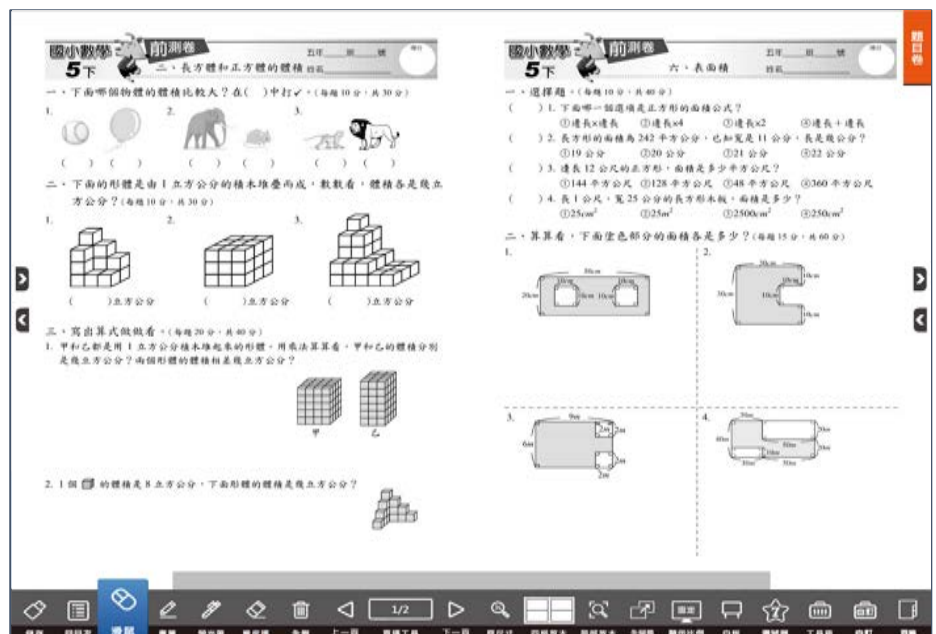 國小數學
5下
前測卷
五年 班 號
姓名
二、長方體和正方體的體積
一、下面哪個物體的體積比較大？在( )中打✓。(每題10分，共30分)
1. 2. 3.
( ) ( ) ( ) ( ) ( ) ( )
二、下面的形體是由1立方公分的積木堆疊而成，數數看，體積各是幾立
方公分？(每題10分，共30分)
1. 2. 3.
( )立方公分 ( )立方公分 ( )立方公分
三、寫出算式做做看。(每題20分，共40分)
1. 甲和乙都是用1立方公分積木堆起來的形體。用乘法算算看，甲和乙的體積分別
是幾立方公分？兩個形體的體積相差幾立方公分？
甲 乙
2. 1個 的體積是8立方公分，下面形體的體積是幾立方公分？
國小數學
5下
前測卷
五年 班 號
姓名
六、表面積
一、選擇題。(每題10分，共40分)
( )1. 下面哪一個選項是正方形的面積公式？
①邊長×邊長 ②邊長×4 ③邊長×2 ④邊長＋邊長
( )2. 長方形的面積為242平方公分，已知寬是11公分，長是幾公分？
①19公分 ②20公分 ③21公分 ④22公分
( )3. 邊長12公尺的正方形，面積是多少平方公尺？
①144平方公尺 ②128平方公尺 ③48平方公尺 ④360平方公尺
( )4. 長1公尺，寬25公分的長方形木板，面積是多少？
①25cm² ②25m² ③2500cm² ④250cm²
二、算算看，下面塗色部分的面積各是多少？(每題15分，共60分)
1.
20cm
10cm 10cm
10cm 10cm
2.
30cm
10cm
30cm
10cm
10cm
3.
9m
6m
2m 2m
2m
2m
4.
題目卷
1/2